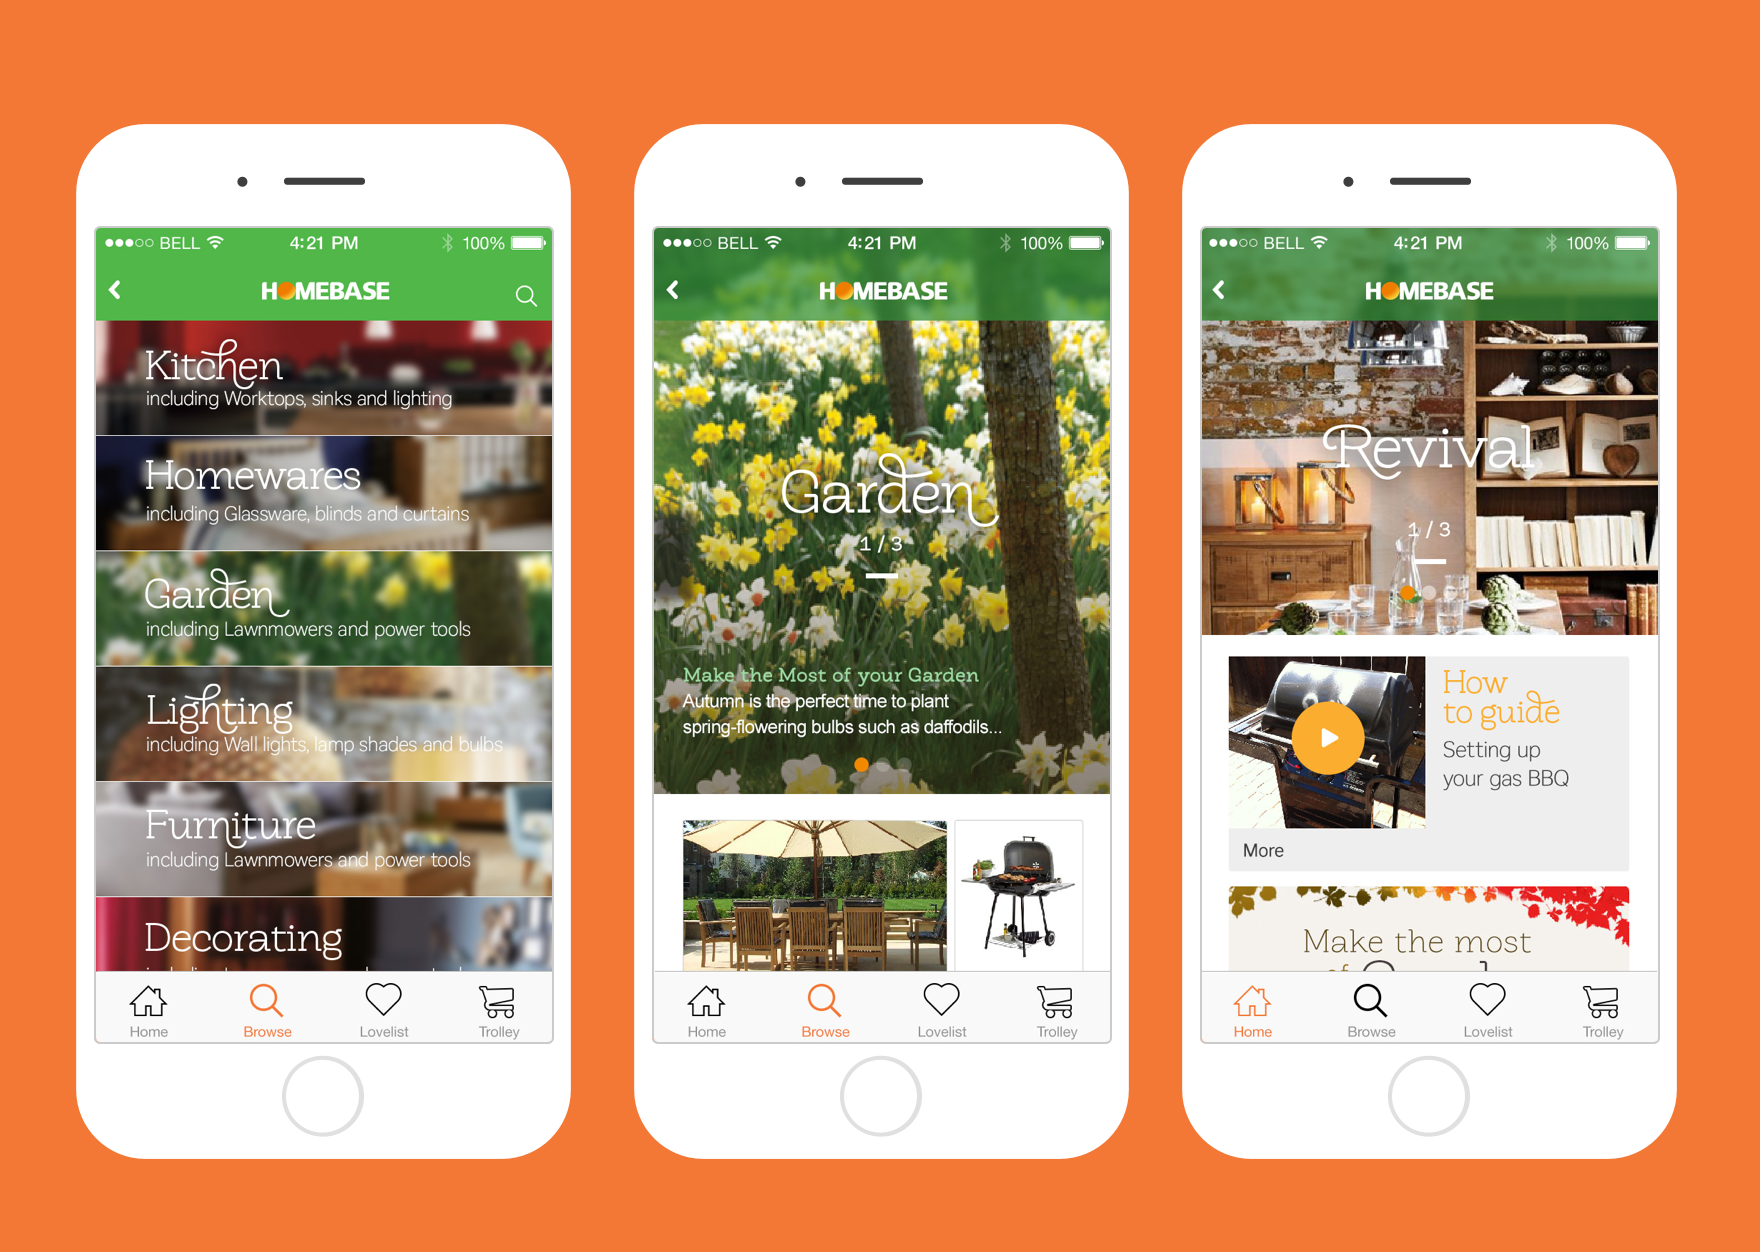 BELL 4:21 PM 100%
HOMEBASE
Kitchen
including Worktops, sinks and lighting
Homewares
including Glassware, blinds and curtains
Garden
including Lawnmowers and power tools
Lighting
including Wall lights, lamp shades and bulbs
Furniture
including Lawnmowers and power tools
Decorating
Home Browse Lovelist Trolley
BELL 4:21 PM 100%
HOMEBASE
Garden
1 / 3
Make the Most of your Garden
Autumn is the perfect time to plant
spring-flowering bulbs such as daffodils...
Home Browse Lovelist Trolley
BELL 4:21 PM 100%
HOMEBASE
Revival
1 / 3
How
to guide
Setting up
your gas BBQ
More
Make the most
of
Home Browse Lovelist Trolley